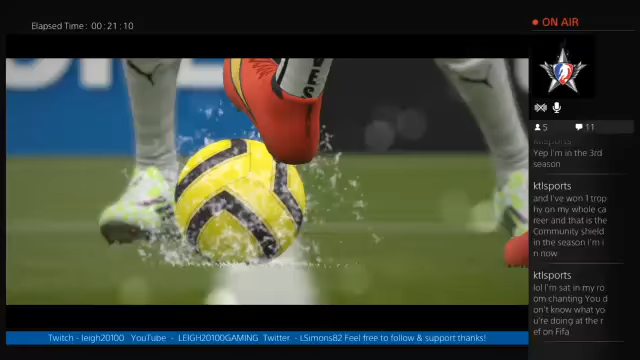 Elapsed Time : 00:21:10
ON AIR
5 11
ktlsports
Yep I'm in the 3rd
season
ktlsports
and I've won 1 trop
hy on my whole ca
reer and that is the
Community shield
in the season i'm i
n now
ktlsports
lol I'm sat in my ro
om chanting You d
on't know what yo
u're doing at the r
ef on Fifa
Twitch - leigh20100 YouTube - LEIGH20100GAMING Twitter - LSimons82 Feel free to follow & support thanks!